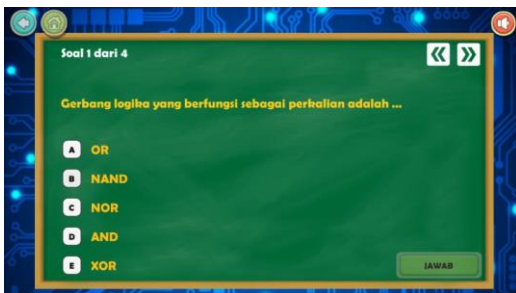 Soal 1 dari 4
Gerbang logika yang berfungsi sebagai perkalian adalah ...
A OR
B NAND
C NOR
D AND
E XOR
JAWAB